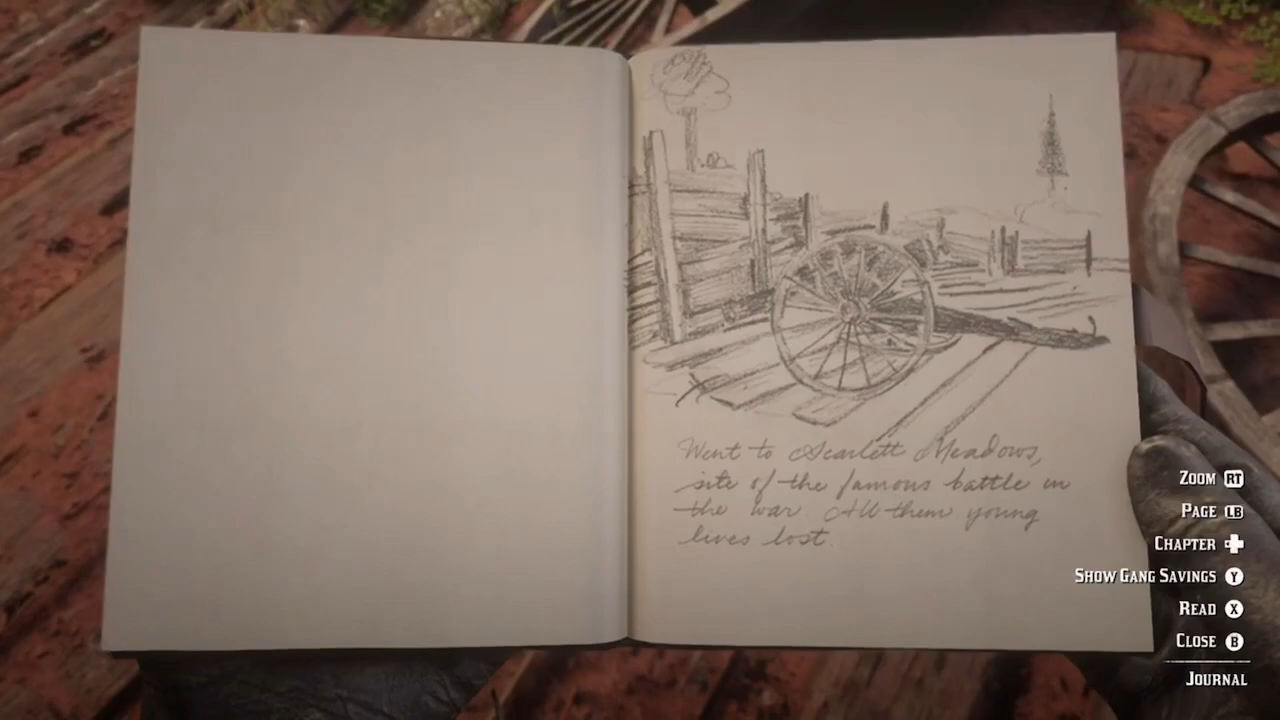 Went to Scarlett Meadows,
site of the famous battle in
the war. All them young
lives lost.
ZOOM RT
PAGE LB
CHAPTER
SHOW GANG SAVINGS Y
READ X
CLOSE B
JOURNAL